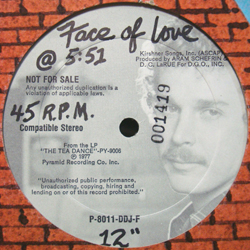 Face of Love
@ 5:51
Kirshner Songs, Inc. (ASCAP)
Produced by ARAM SCHEFRIN &
D.C. LaRUE For D.G.O., INC.
NOT FOR SALE
Any unauthorized duplication is a
violation of applicable laws.
45 R.P.M.
Compatible Stereo
001419
From the LP
"THE TEA DANCE"-PY-9006
℗ 1977
Pyramid Recording Co., Inc.
"Unauthorized public performance,
broadcasting, copying, hiring and
lending on or of this record prohibited."
P-8011-DDJ-F
12"